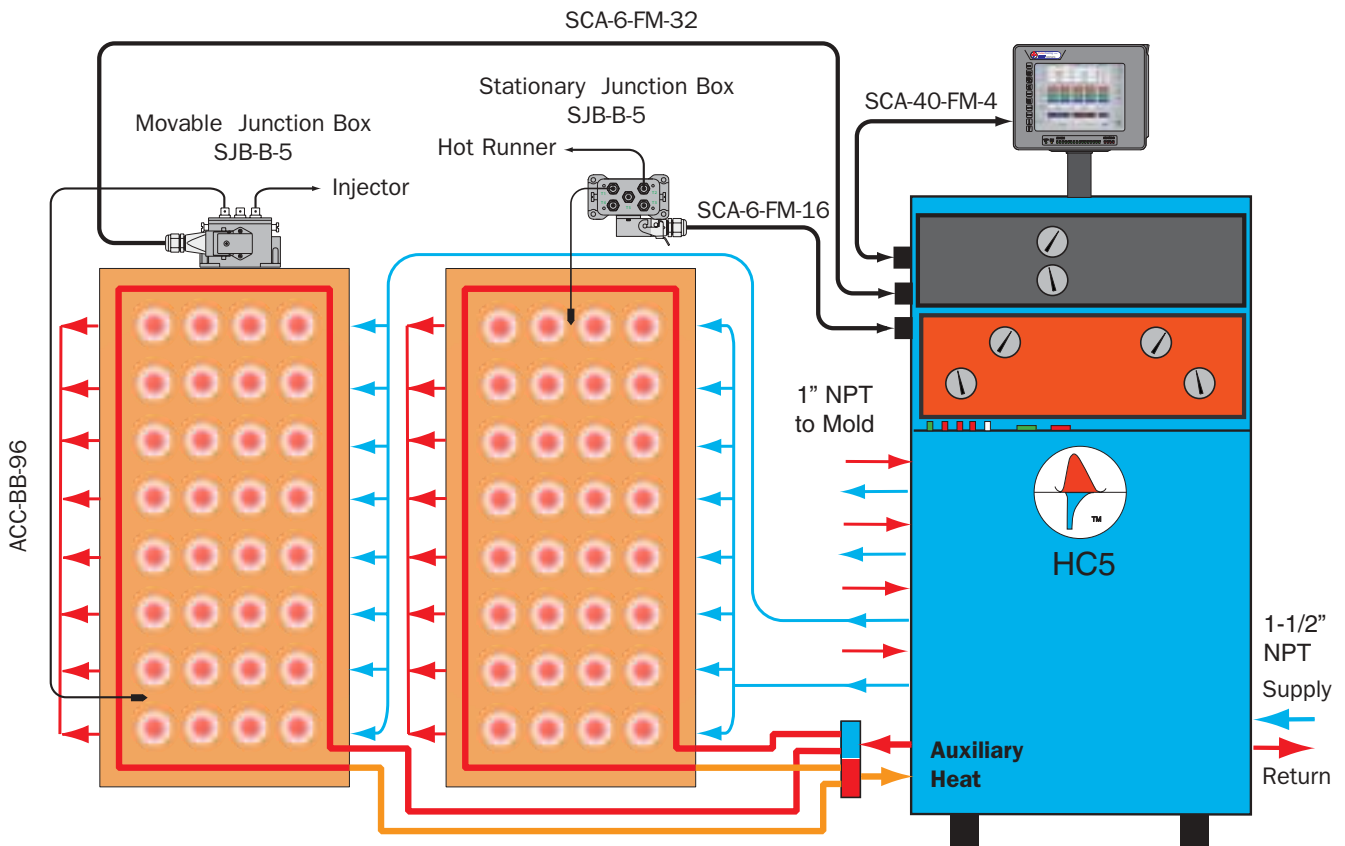 SCA-6-FM-32
Stationary Junction Box
SJB-B-5
SCA-40-FM-4
Movable Junction Box
SJB-B-5
Hot Runner
Injector
SCA-6-FM-16
1” NPT
to Mold
ACC-BB-96
TM
HC5
1-1/2”
NPT
Supply
Return
Auxiliary
Heat